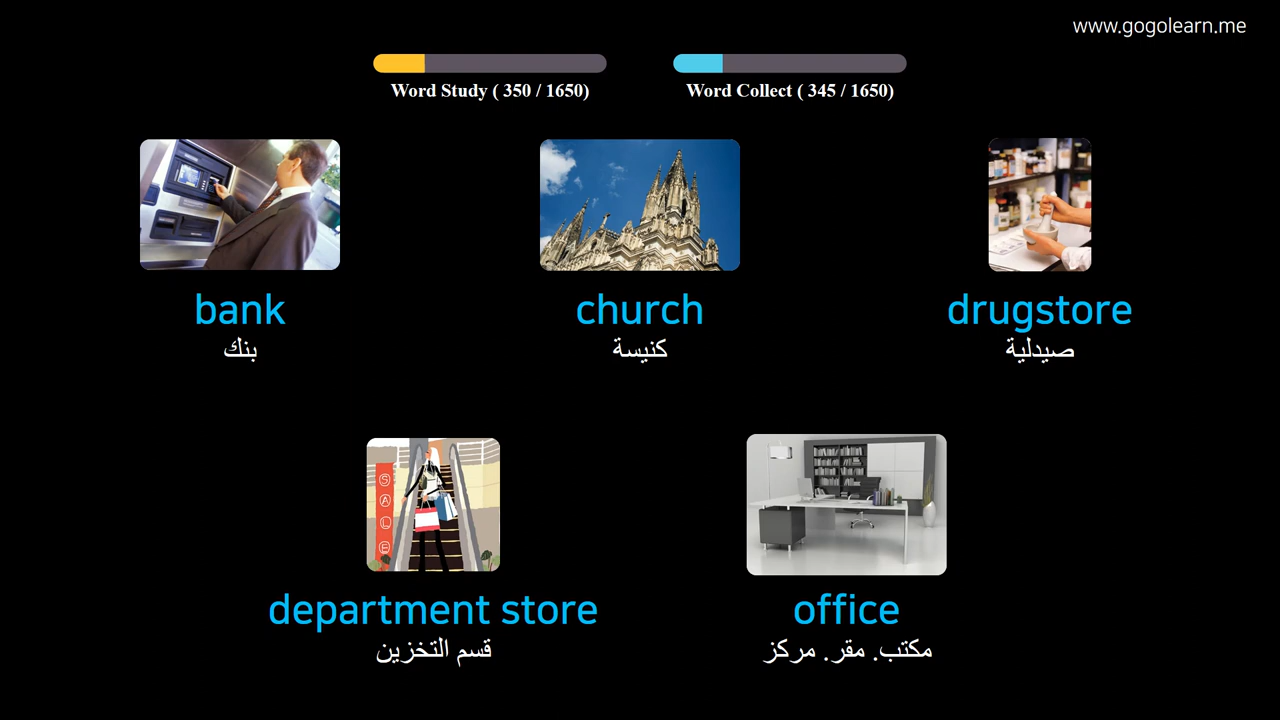 www.gogolearn.me
Word Study ( 350 / 1650)
Word Collect ( 345 / 1650)
bank
بنك
church
كنيسة
drugstore
صيدلية
SALE
department store
قسم التخزين
office
مكتب. مقر. مركز